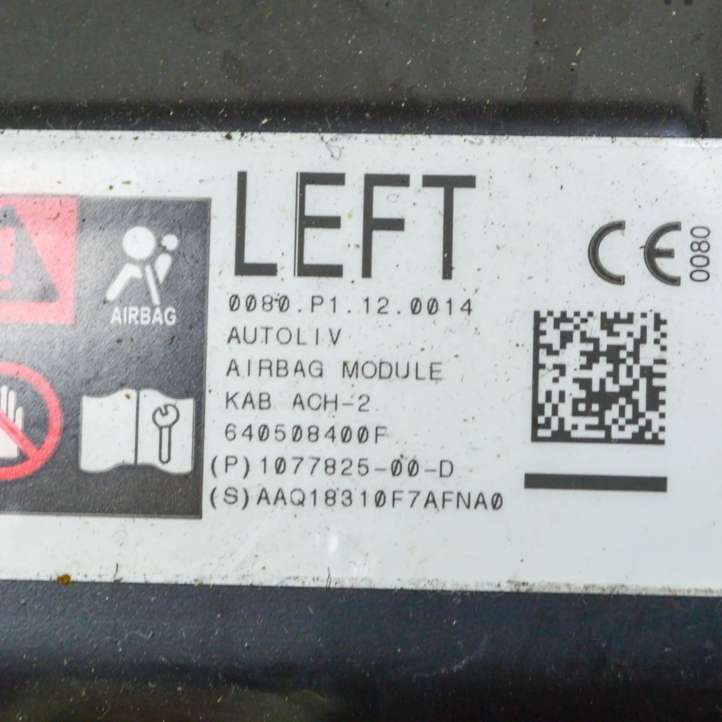 LEFT
0080.P1.12.0014
AUTOLIV
AIRBAG MODULE
KAB ACH-2
640508400F
(P)1077825-00-D
(S)AAQ18310F7AFNA0
AIRBAG
CE 0080